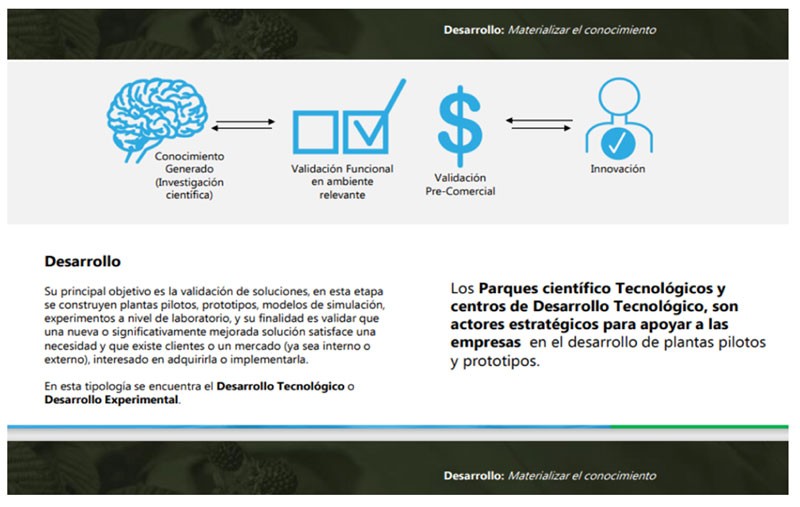 Desarrollo: Materializar el conocimiento
Conocimiento
Generado
(Investigación
científica)
Validación Funcional
en ambiente
relevante
Validación
Pre-Comercial
Innovación
Desarrollo
Su principal objetivo es la validación de soluciones, en esta etapa
se construyen plantas pilotos, prototipos, modelos de simulación,
experimentos a nivel de laboratorio, y su finalidad es validar que
una nueva o significativamente mejorada solución satisface una
necesidad y que existe clientes o un mercado (ya sea interno o
externo), interesado en adquirirla o implementarla.
En esta tipología se encuentra el Desarrollo Tecnológico o
Desarrollo Experimental.
Los Parques científico Tecnológicos y
centros de Desarrollo Tecnológico, son
actores estratégicos para apoyar a las
empresas en el desarrollo de plantas pilotos
y prototipos.
Desarrollo: Materializar el conocimiento